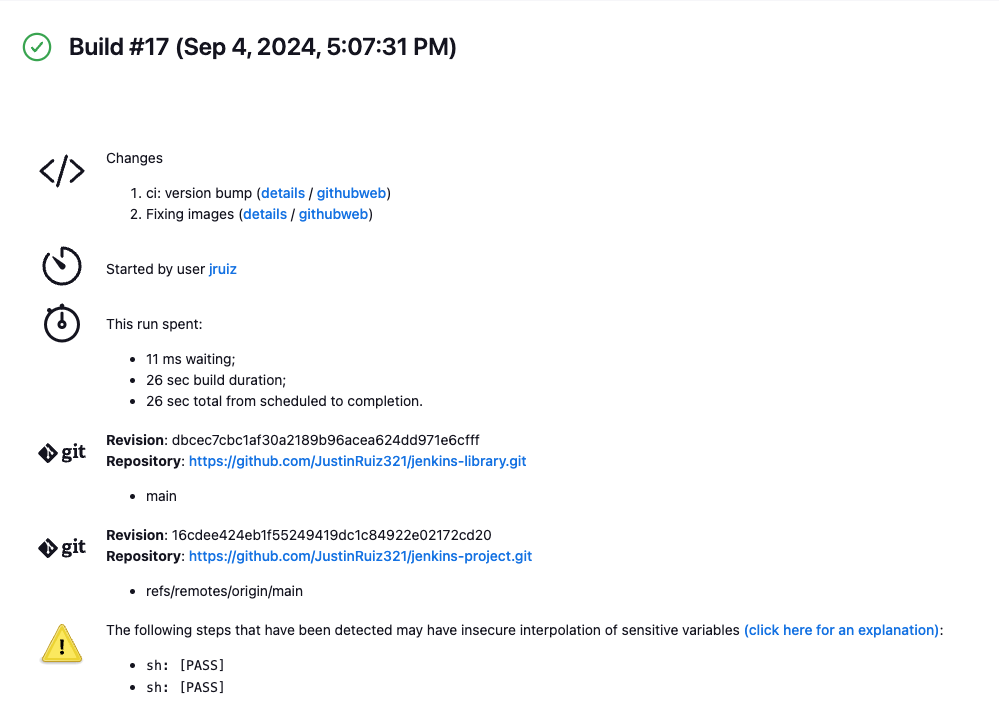 Build #17 (Sep 4, 2024, 5:07:31 PM)
Changes
1. ci: version bump (details / githubweb)
2. Fixing images (details / githubweb)
Started by user jruiz
This run spent:
• 11 ms waiting;
• 26 sec build duration;
• 26 sec total from scheduled to completion.
git
Revision: dbcec7cbc1af30a2189b96acea624dd971e6cfff
Repository: https://github.com/JustinRuiz321/jenkins-library.git
• main
git
Revision: 16cdee424eb1f55249419dc1c84922e02172cd20
Repository: https://github.com/JustinRuiz321/jenkins-project.git
• refs/remotes/origin/main
The following steps that have been detected may have insecure interpolation of sensitive variables (click here for an explanation):
• sh: [PASS]
• sh: [PASS]